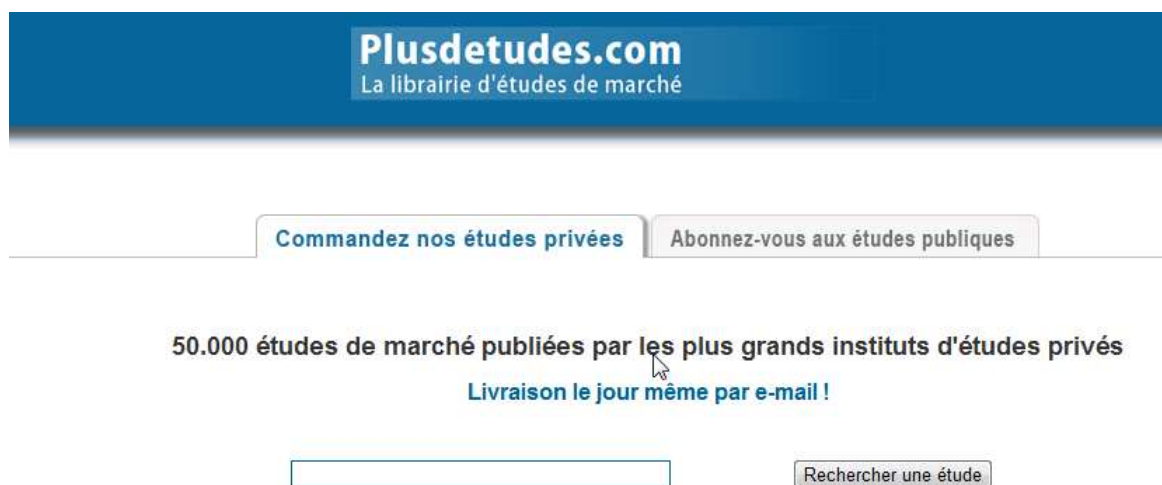 Plusdetudes.com
La librairie d'études de marché
Commandez nos études privées
Abonnez-vous aux études publiques
50.000 études de marché publiées par les plus grands instituts d'études privés
Livraison le jour même par e-mail !
Rechercher une étude